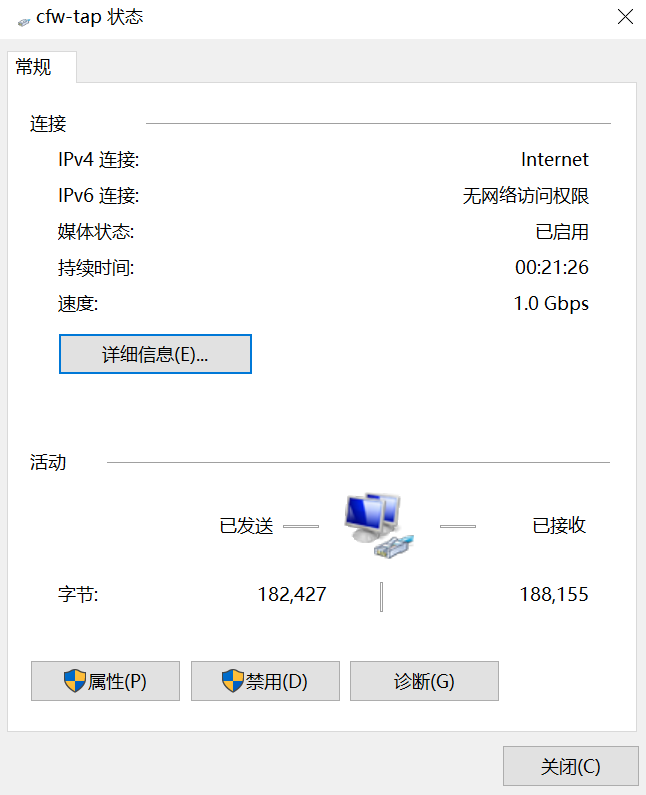 cfw-tap 状态
常规
连接
IPv4 连接: Internet
IPv6 连接: 无网络访问权限
媒体状态: 已启用
持续时间: 00:21:26
速度: 1.0 Gbps
详细信息(E)...
活动
已发送 已接收
字节: 182,427 188,155
属性(P) 禁用(D) 诊断(G)
关闭(C)